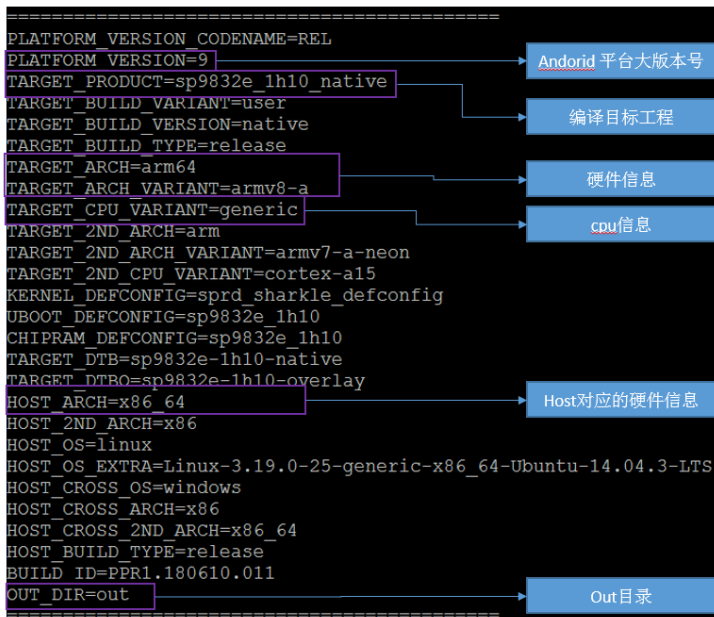 ============================================
PLATFORM_VERSION_CODENAME=REL
PLATFORM_VERSION=9
Andorid 平台大版本号
TARGET_PRODUCT=sp9832e_1h10_native
TARGET_BUILD_VARIANT=user
编译目标工程
TARGET_BUILD_VERSION=native
TARGET_BUILD_TYPE=release
TARGET_ARCH=arm64
硬件信息
TARGET_ARCH_VARIANT=armv8-a
TARGET_CPU_VARIANT=generic
cpu信息
TARGET_2ND_ARCH=arm
TARGET_2ND_ARCH_VARIANT=armv7-a-neon
TARGET_2ND_CPU_VARIANT=cortex-a15
KERNEL_DEFCONFIG=sprd_sharkle_defconfig
UBOOT_DEFCONFIG=sp9832e_1h10
CHIPRAM_DEFCONFIG=sp9832e_1h10
TARGET_DTB=sp9832e-1h10-native
TARGET_DTBO=sp9832e-1h10-overlay
HOST_ARCH=x86_64
Host对应的硬件信息
HOST_2ND_ARCH=x86
HOST_OS=linux
HOST_OS_EXTRA=Linux-3.19.0-25-generic-x86_64-Ubuntu-14.04.3-LTS
HOST_CROSS_OS=windows
HOST_CROSS_ARCH=x86
HOST_CROSS_2ND_ARCH=x86_64
HOST_BUILD_TYPE=release
BUILD_ID=PPR1.180610.011
OUT_DIR=out
Out目录
============================================